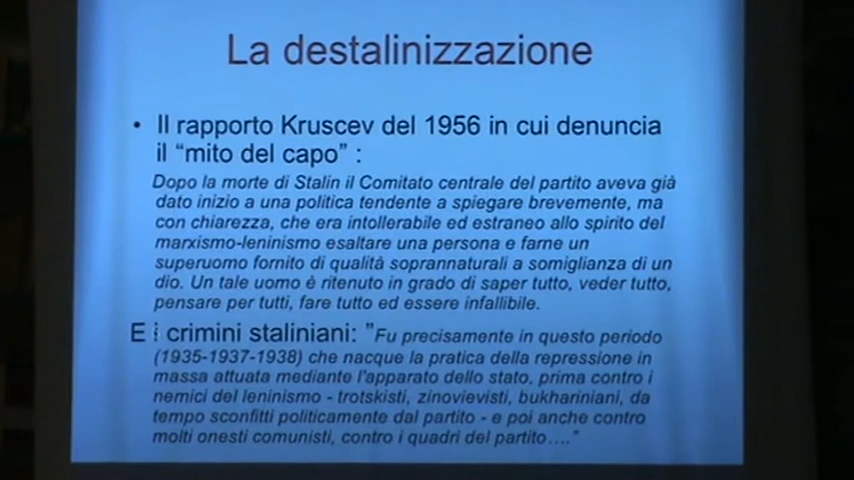 La destalinizzazione
• Il rapporto Kruscev del 1956 in cui denuncia
il “mito del capo” :
Dopo la morte di Stalin il Comitato centrale del partito aveva già
dato inizio a una politica tendente a spiegare brevemente, ma
con chiarezza, che era intollerabile ed estraneo allo spirito del
marxismo-leninismo esaltare una persona e farne un
superuomo fornito di qualità soprannaturali a somiglianza di un
dio. Un tale uomo è ritenuto in grado di saper tutto, veder tutto,
pensare per tutti, fare tutto ed essere infallibile.
E i crimini staliniani: ”Fu precisamente in questo periodo
(1935-1937-1938) che nacque la pratica della repressione in
massa attuata mediante l'apparato dello stato, prima contro i
nemici del leninismo - trotskisti, zinovievisti, bukhariniani, da
tempo sconfitti politicamente dal partito - e poi anche contro
molti onesti comunisti, contro i quadri del partito....”